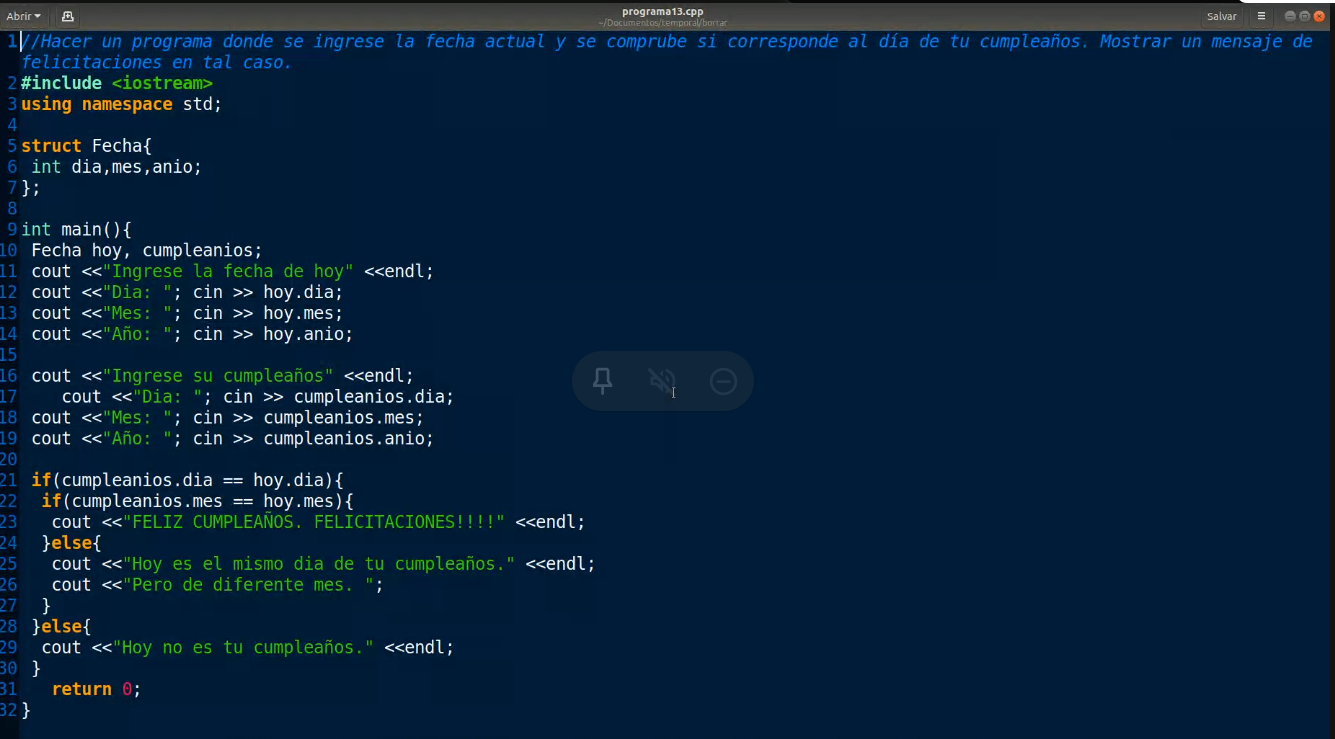 Abrir
programa13.cpp
~/Documentos/temporal/borrar
Salvar
1 //Hacer un programa donde se ingrese la fecha actual y se comprube si corresponde al día de tu cumpleaños. Mostrar un mensaje de
felicitaciones en tal caso.
2 #include <iostream>
3 using namespace std;
4
5 struct Fecha{
6  int dia,mes,anio;
7 };
8
9 int main(){
10  Fecha hoy, cumpleanios;
11  cout <<"Ingrese la fecha de hoy" <<endl;
12  cout <<"Dia: "; cin >> hoy.dia;
13  cout <<"Mes: "; cin >> hoy.mes;
14  cout <<"Año: "; cin >> hoy.anio;
15
16  cout <<"Ingrese su cumpleaños" <<endl;
17     cout <<"Dia: "; cin >> cumpleanios.dia;
18  cout <<"Mes: "; cin >> cumpleanios.mes;
19  cout <<"Año: "; cin >> cumpleanios.anio;
20
21  if(cumpleanios.dia == hoy.dia){
22   if(cumpleanios.mes == hoy.mes){
23    cout <<"FELIZ CUMPLEAÑOS. FELICITACIONES!!!!" <<endl;
24   }else{
25    cout <<"Hoy es el mismo dia de tu cumpleaños." <<endl;
26    cout <<"Pero de diferente mes. ";
27   }
28  }else{
29   cout <<"Hoy no es tu cumpleaños." <<endl;
30  }
31    return 0;
32 }